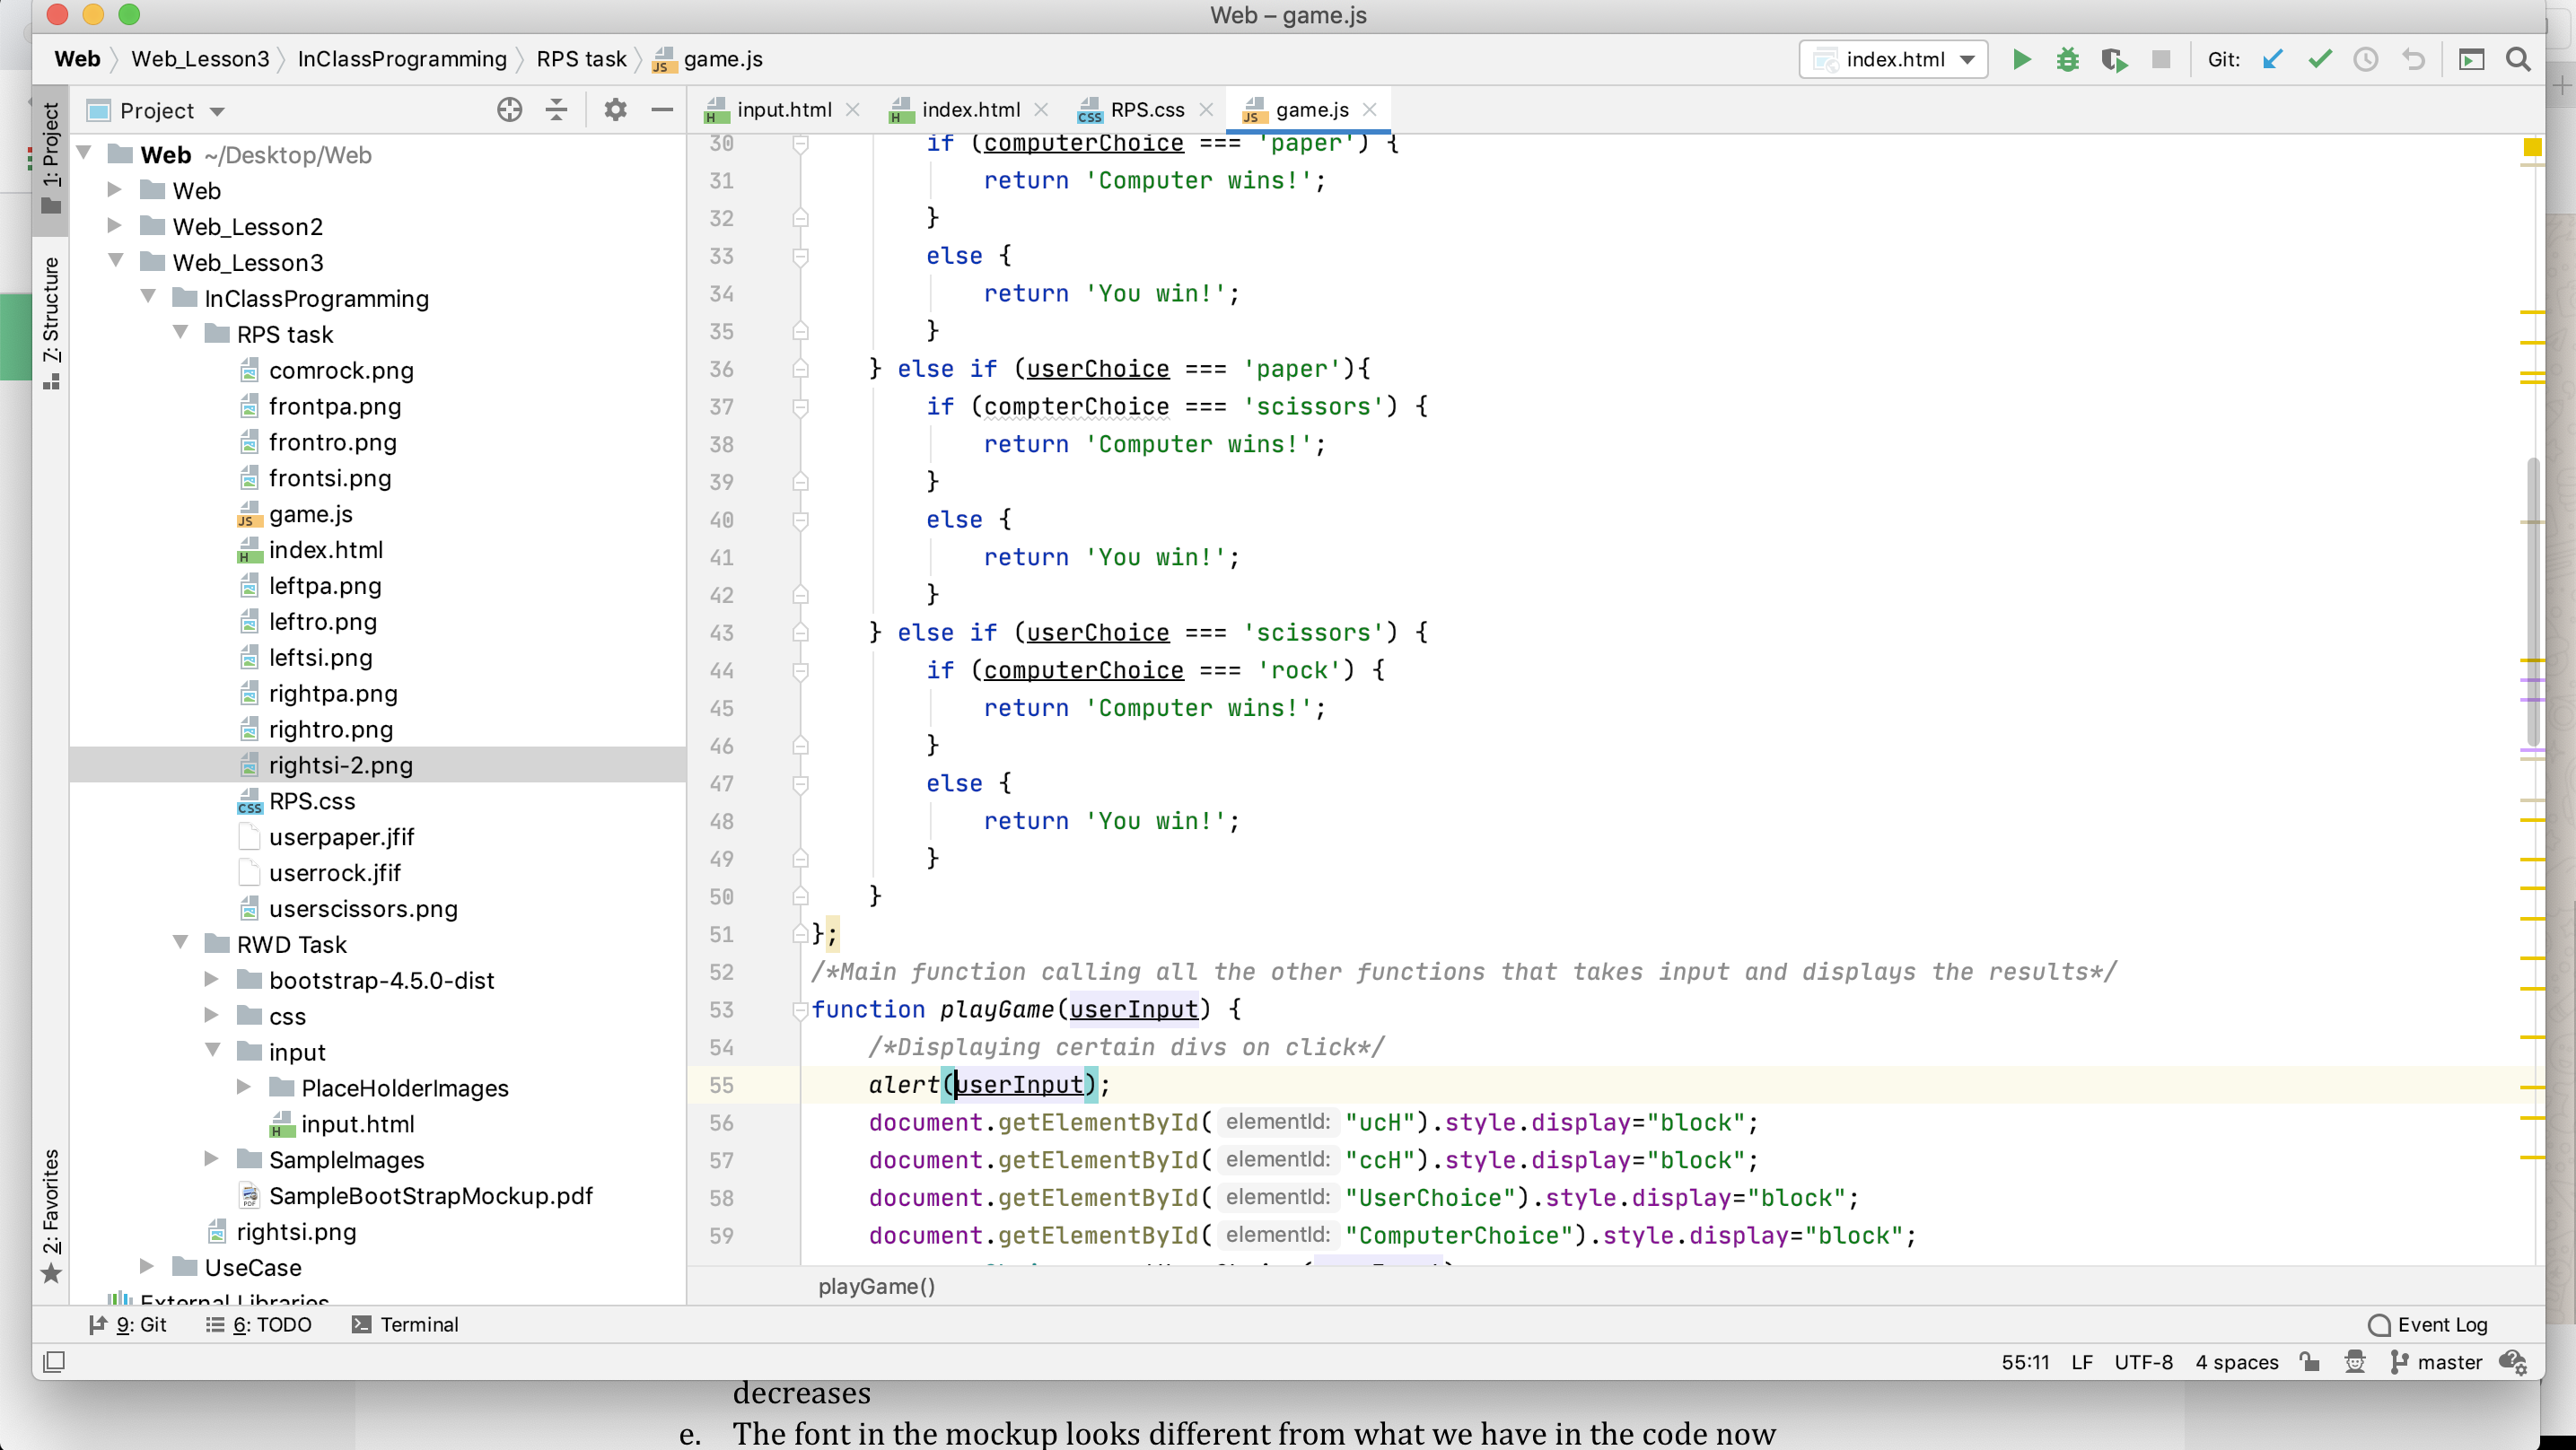 Web – game.js
Web Web_Lesson3 InClassProgramming RPS task game.js
index.html Git:
1: Project
7: Structure
2: Favorites
Project
Web ~/Desktop/Web
Web
Web_Lesson2
Web_Lesson3
InClassProgramming
RPS task
comrock.png
frontpa.png
frontro.png
frontsi.png
game.js
index.html
leftpa.png
leftro.png
leftsi.png
rightpa.png
rightro.png
rightsi-2.png
RPS.css
userpaper.jfif
userrock.jfif
userscissors.png
RWD Task
bootstrap-4.5.0-dist
css
input
PlaceHolderImages
input.html
SampleImages
SampleBootStrapMockup.pdf
rightsi.png
UseCase
External Libraries
input.html index.html RPS.css game.js
30 if (computerChoice === 'paper') {
31 return 'Computer wins!';
32 }
33 else {
34 return 'You win!';
35 }
36 } else if (userChoice === 'paper'){
37 if (compterChoice === 'scissors') {
38 return 'Computer wins!';
39 }
40 else {
41 return 'You win!';
42 }
43 } else if (userChoice === 'scissors') {
44 if (computerChoice === 'rock') {
45 return 'Computer wins!';
46 }
47 else {
48 return 'You win!';
49 }
50 }
51 };
52 /*Main function calling all the other functions that takes input and displays the results*/
53 function playGame(userInput) {
54 /*Displaying certain divs on click*/
55 alert(userInput);
56 document.getElementById( elementId: "ucH").style.display="block";
57 document.getElementById( elementId: "ccH").style.display="block";
58 document.getElementById( elementId: "UserChoice").style.display="block";
59 document.getElementById( elementId: "ComputerChoice").style.display="block";
playGame()
9: Git 6: TODO Terminal Event Log
55:11 LF UTF-8 4 spaces master
decreases
e. The font in the mockup looks different from what we have in the code now